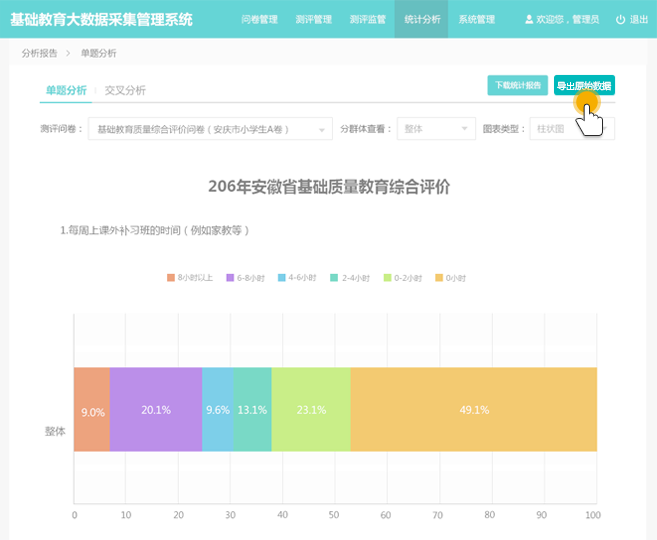 基础教育大数据采集管理系统 问卷管理 测评管理 测评监管 统计分析 系统管理 欢迎您，管理员 退出
分析报告 > 单题分析
单题分析 交叉分析 下载统计报告 导出原始数据
测评问卷： 基础教育质量综合评价问卷（安庆市小学生A卷） 分群体查看： 整体 图表类型： 柱状图
206年安徽省基础质量教育综合评价
1.每周上课外补习班的时间（例如家教等）
8小时以上 6-8小时 4-6小时 2-4小时 0-2小时 0小时
9.0% 20.1% 9.6% 13.1% 23.1% 49.1%
整体
0 10 20 30 40 50 60 70 80 90 100